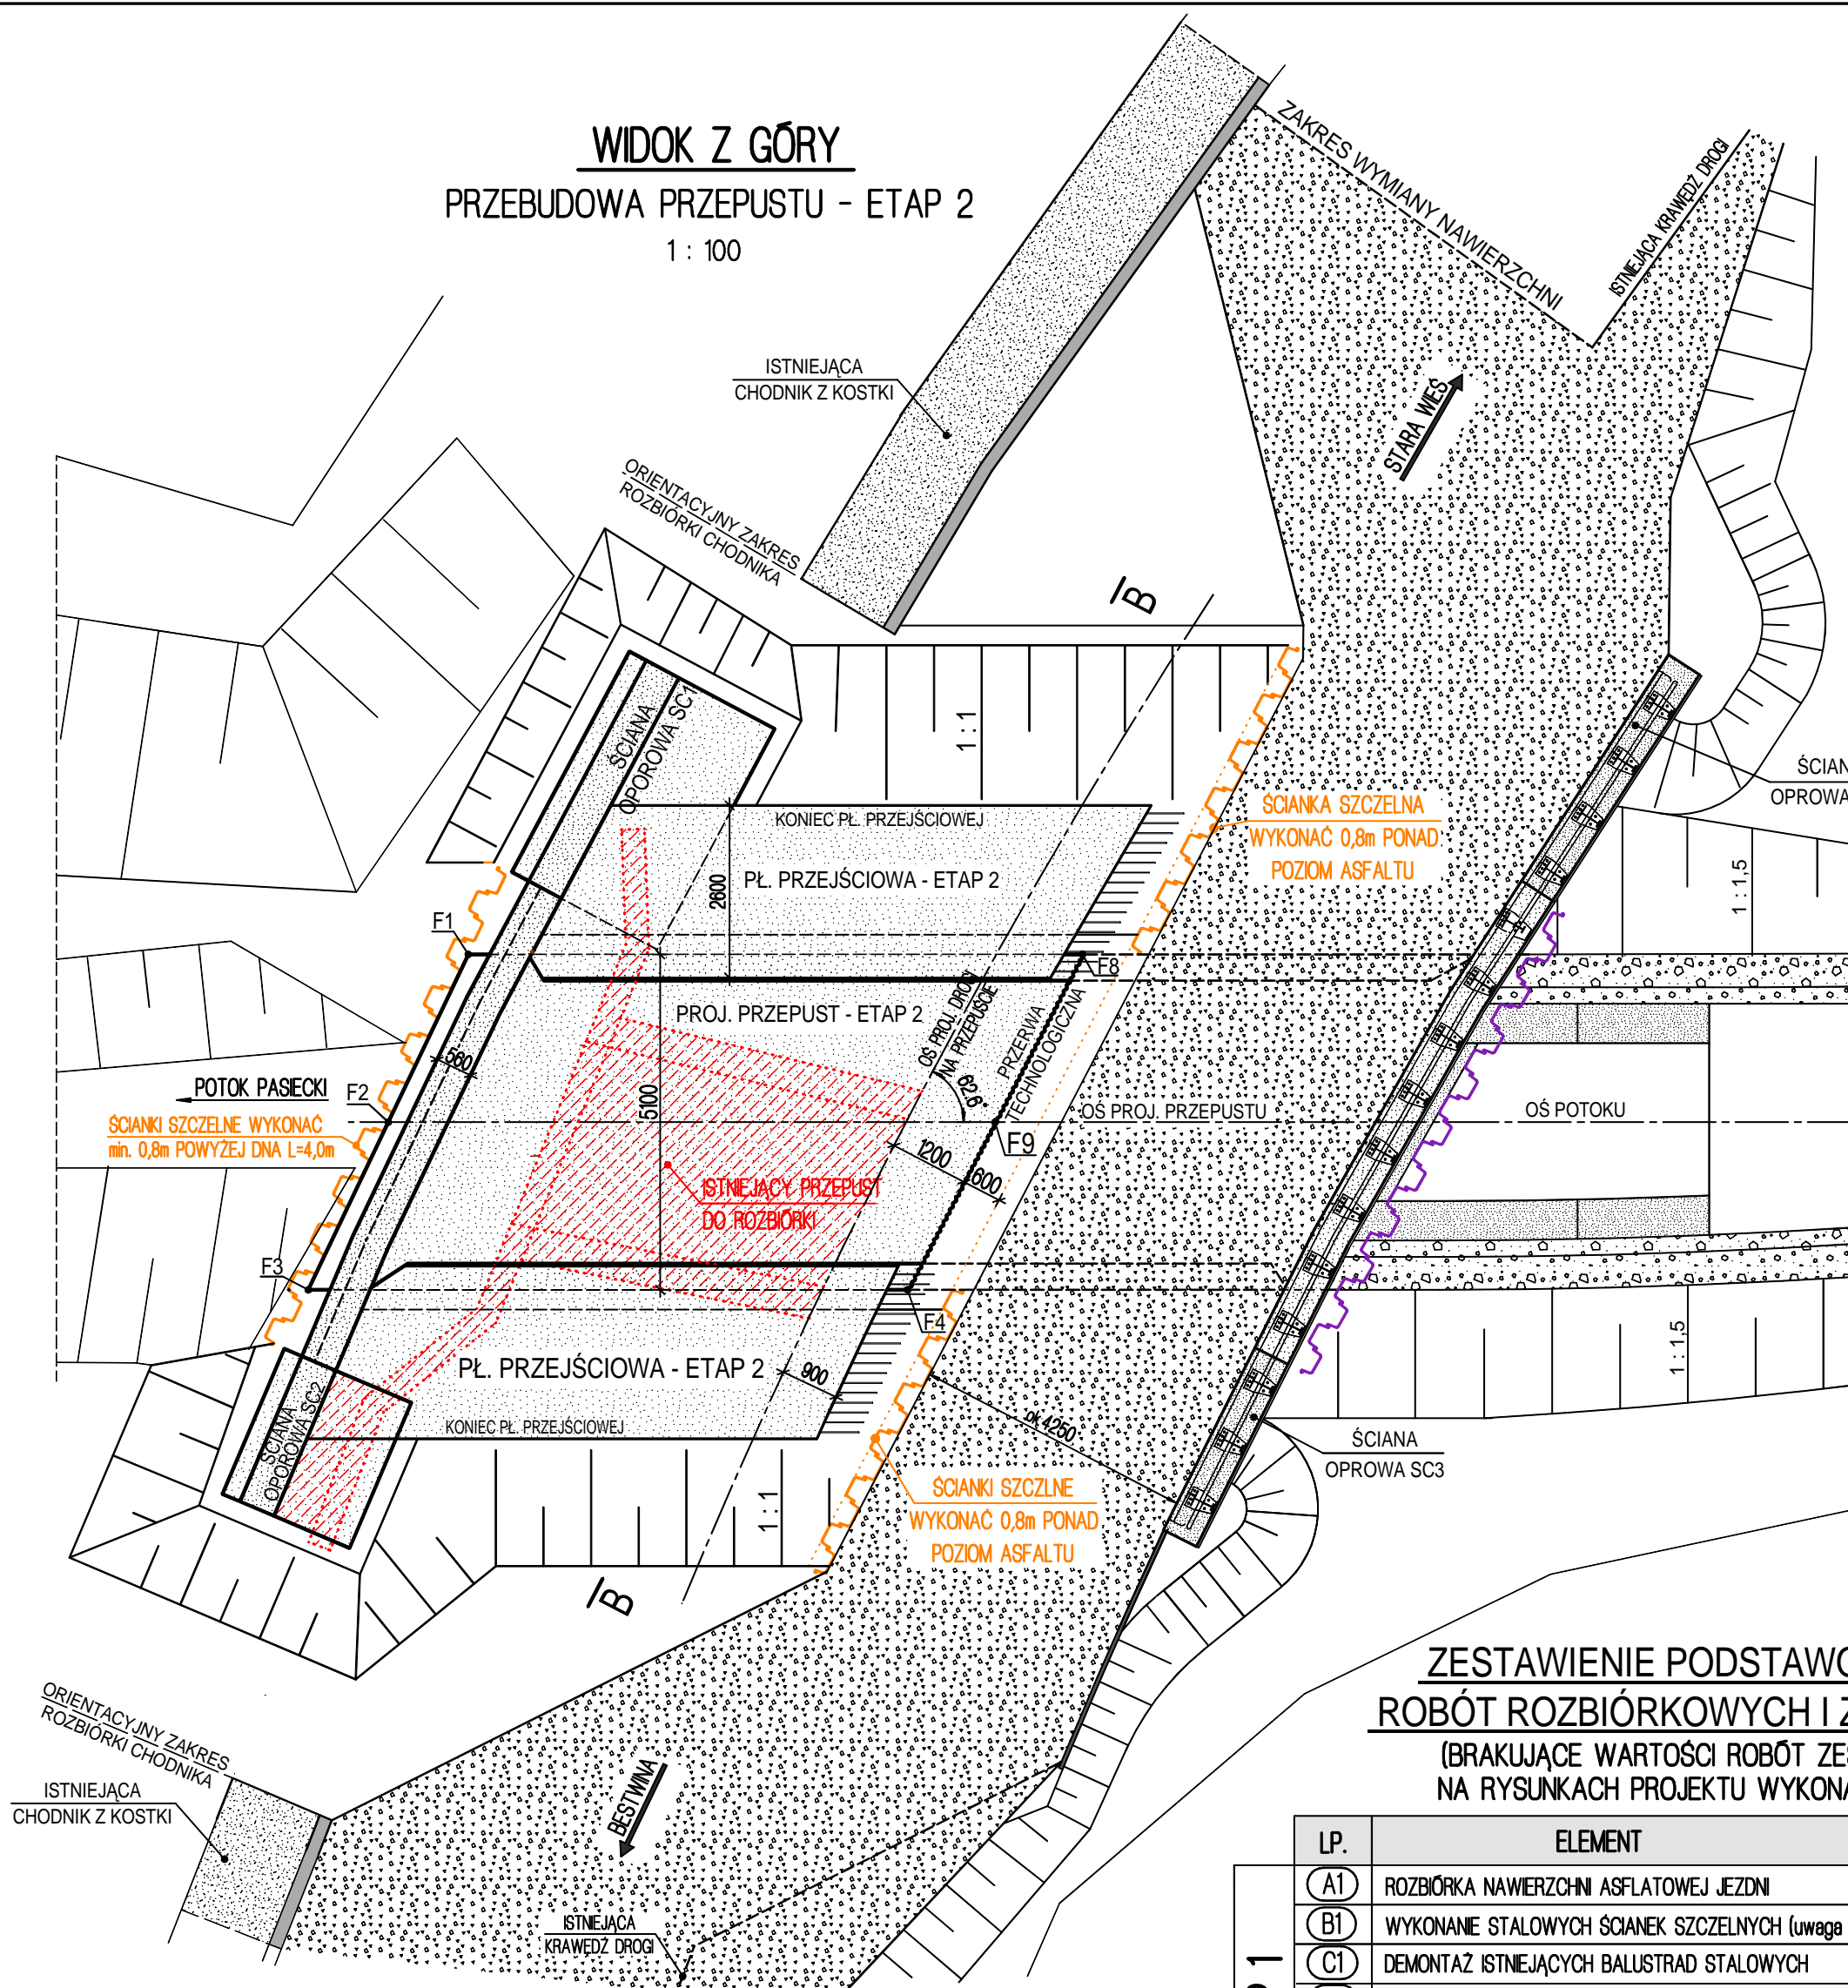 WIDOK Z GÓRY
PRZEBUDOWA PRZEPUSTU - ETAP 2
1 : 100
ZAKRES WYMIANY NAWIERZCHNI
ISTNIEJĄCA KRAWĘDŹ DROGI
ISTNIEJĄCA
CHODNIK Z KOSTKI
STARA WIEŚ
ORIENTACYJNY ZAKRES
ROZBIÓRKI CHODNIKA
B
ŚCIANA
OPOROWA SC1
1 : 1
ŚCIAN
OPROWA
ŚCIANKA SZCZELNA
WYKONAĆ 0,8m PONAD
POZIOM ASFALTU
KONIEC PŁ. PRZEJŚCIOWEJ
PŁ. PRZEJŚCIOWA - ETAP 2
2600
1 : 1,5
F1
F8
PROJ. PRZEPUST - ETAP 2
OŚ PROJ. DROGI
NA PRZEPUŚCIE
PRZERWA
TECHNOLOGICZNA
560
62,6°
5100
POTOK PASIECKI
F2
ŚCIANKI SZCZELNE WYKONAĆ
min. 0,8m POWYŻEJ DNA L=4,0m
OŚ PROJ. PRZEPUSTU
OŚ POTOKU
F9
1200
600
ISTNIEJĄCY PRZEPUST
DO ROZBIÓRKI
F3
F4
1 : 1,5
PŁ. PRZEJŚCIOWA - ETAP 2
900
ŚCIANA
OPOROWA SC2
KONIEC PŁ. PRZEJŚCIOWEJ
ok 4250
ŚCIANA
OPROWA SC3
ŚCIANKI SZCZLNE
WYKONAĆ 0,8m PONAD
POZIOM ASFALTU
1 : 1
B
ORIENTACYJNY ZAKRES
ROZBIÓRKI CHODNIKA
ISTNIEJĄCA
CHODNIK Z KOSTKI
BESTWINA
ISTNIEJĄCA
KRAWĘDŹ DROGI
ZESTAWIENIE PODSTAWO
ROBÓT ROZBIÓRKOWYCH I Z
(BRAKUJĄCE WARTOŚCI ROBÓT ZES
NA RYSUNKACH PROJEKTU WYKONA
LP. ELEMENT
A1 ROZBIÓRKA NAWIERZCHNI ASFLATOWEJ JEZDNI
B1 WYKONANIE STALOWYCH ŚCIANEK SZCZELNYCH (uwaga
C1 DEMONTAŻ ISTNIEJĄCYCH BALUSTRAD STALOWYCH